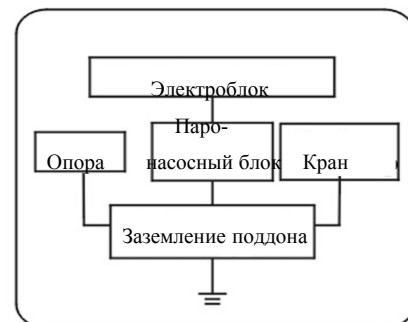 Электроблок
Паро-
Опора
насосный блок
Кран
Заземление поддона